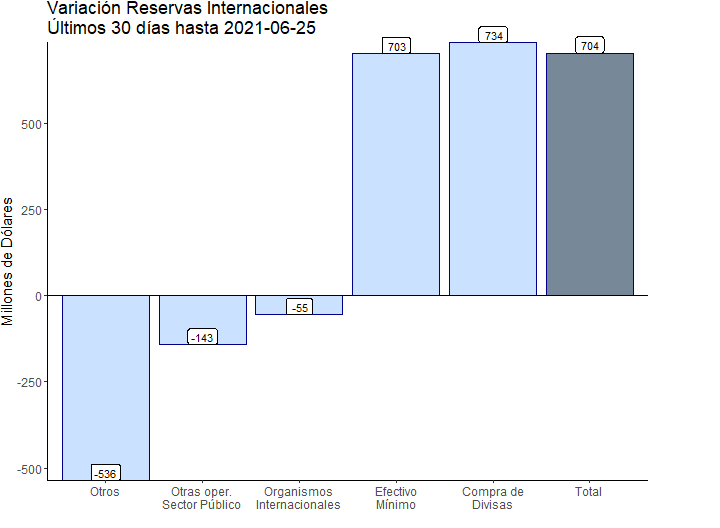 Variación Reservas Internacionales
Últimos 30 días hasta 2021-06-25
Millones de Dólares
500
250
0
-250
-500
-536
-143
-55
703
734
704
Otros
Otras oper.
Sector Público
Organismos
Internacionales
Efectivo
Mínimo
Compra de
Divisas
Total